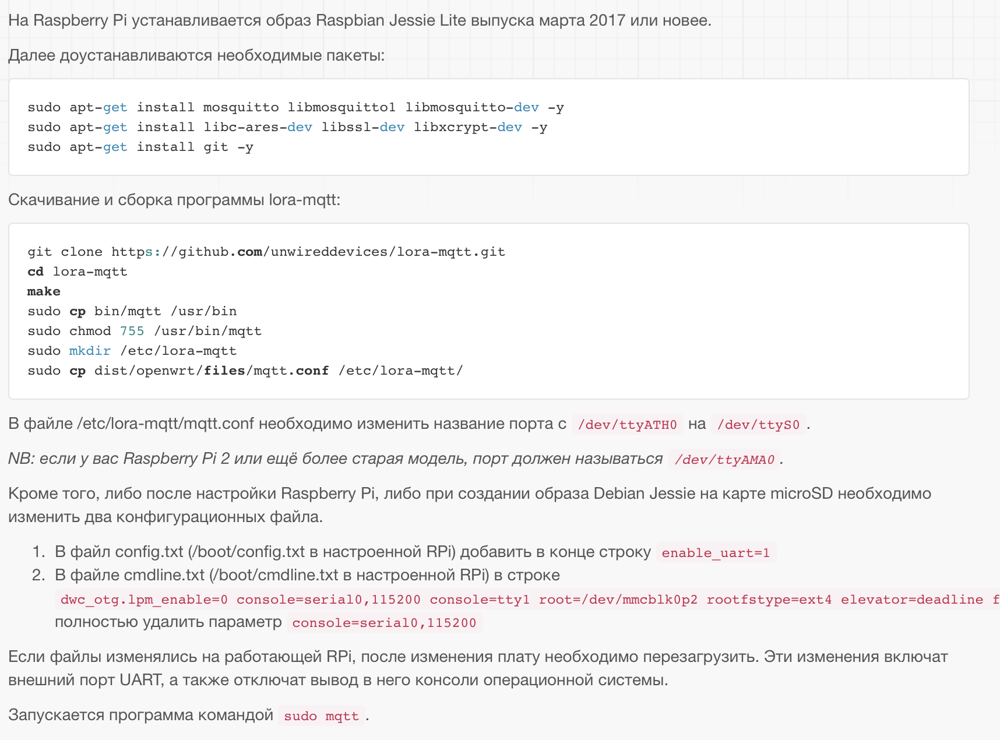 На Raspberry Pi устанавливается образ Raspbian Jessie Lite выпуска марта 2017 или новее.
Далее доустанавливаются необходимые пакеты:
sudo apt-get install mosquitto libmosquitto1 libmosquitto-dev -y
sudo apt-get install libc-ares-dev libssl-dev libxcrypt-dev -y
sudo apt-get install git -y
Скачивание и сборка программы lora-mqtt:
git clone https://github.com/unwireddevices/lora-mqtt.git
cd lora-mqtt
make
sudo cp bin/mqtt /usr/bin
sudo chmod 755 /usr/bin/mqtt
sudo mkdir /etc/lora-mqtt
sudo cp dist/openwrt/files/mqtt.conf /etc/lora-mqtt/
В файле /etc/lora-mqtt/mqtt.conf необходимо изменить название порта с /dev/ttyATH0 на /dev/ttyS0 .
NB: если у вас Raspberry Pi 2 или ещё более старая модель, порт должен называться /dev/ttyAMA0 .
Кроме того, либо после настройки Raspberry Pi, либо при создании образа Debian Jessie на карте microSD необходимо
изменить два конфигурационных файла.
1. В файл config.txt (/boot/config.txt в настроенной RPi) добавить в конце строку enable_uart=1
2. В файле cmdline.txt (/boot/cmdline.txt в настроенной RPi) в строке
dwc_otg.lpm_enable=0 console=serial0,115200 console=tty1 root=/dev/mmcblk0p2 rootfstype=ext4 elevator=deadline f
полностью удалить параметр console=serial0,115200
Если файлы изменялись на работающей RPi, после изменения плату необходимо перезагрузить. Эти изменения включат
внешний порт UART, а также отключат вывод в него консоли операционной системы.
Запускается программа командой sudo mqtt .